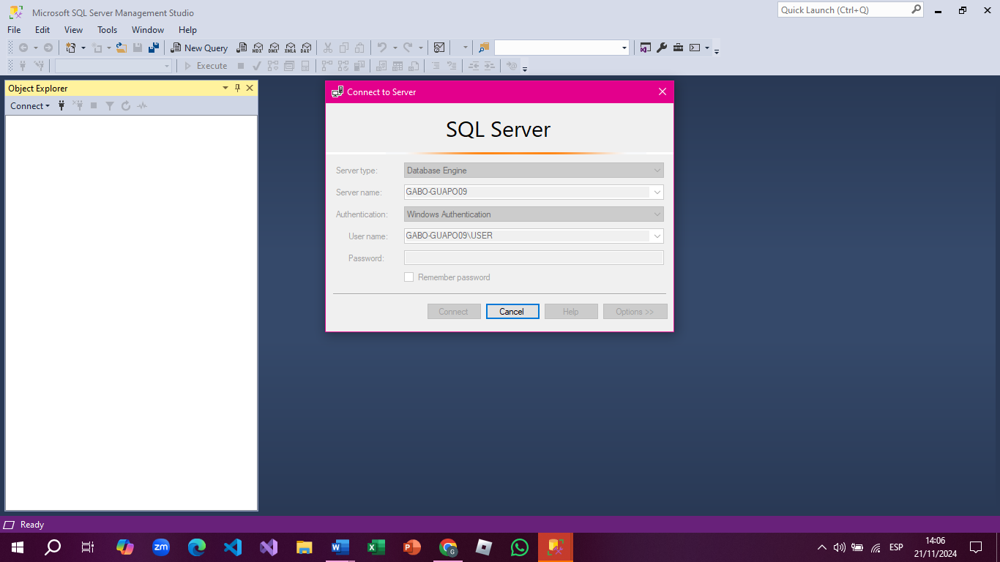 Microsoft SQL Server Management Studio
Quick Launch (Ctrl+Q)
File Edit View Tools Window Help
New Query
MDX DMX XMLA DAX
Execute
Object Explorer
Connect
Connect to Server
SQL Server
Server type: Database Engine
Server name: GABO-GUAPO09
Authentication: Windows Authentication
User name: GABO-GUAPO09\USER
Password:
Remember password
Connect Cancel Help Options >>
Ready
zm
W
X
P
G
ESP
14:06
21/11/2024